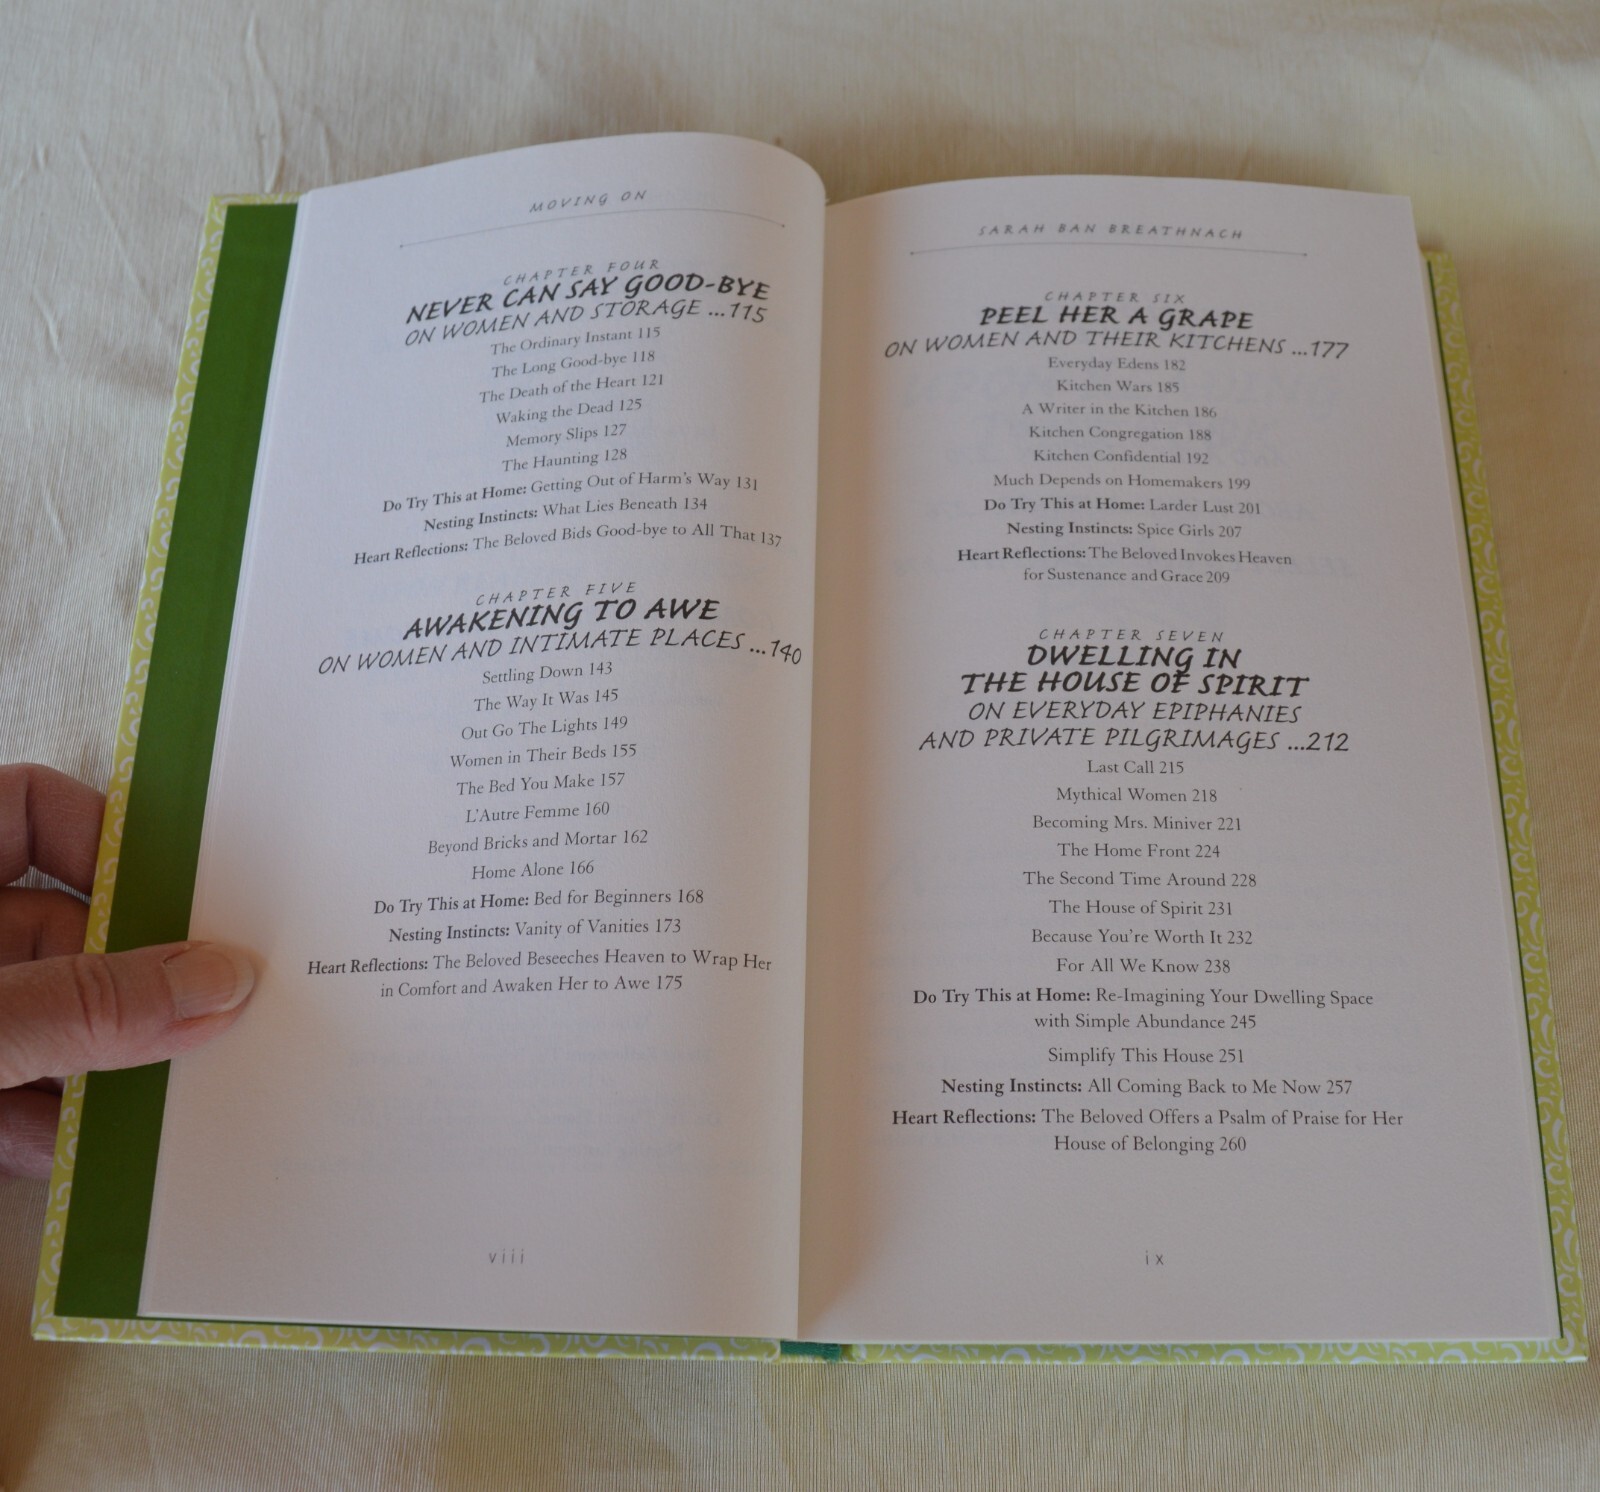 MOVING ON
CHAPTER FOUR
NEVER CAN SAY GOOD-BYE
ON WOMEN AND STORAGE ...115
The Ordinary Instant 115
The Long Good-bye 118
The Death of the Heart 121
Waking the Dead 125
Memory Slips 127
The Haunting 128
Do Try This at Home: Getting Out of Harm's Way 131
Nesting Instincts: What Lies Beneath 134
Heart Reflections: The Beloved Bids Good-bye to All That 137
CHAPTER FIVE
AWAKENING TO AWE
ON WOMEN AND INTIMATE PLACES ...140
Settling Down 143
The Way It Was 145
Out Go The Lights 149
Women in Their Beds 155
The Bed You Make 157
L'Autre Femme 160
Beyond Bricks and Mortar 162
Home Alone 166
Do Try This at Home: Bed for Beginners 168
Nesting Instincts: Vanity of Vanities 173
Heart Reflections: The Beloved Beseeches Heaven to Wrap Her
in Comfort and Awaken Her to Awe 175
viii
SARAH BAN BREATHNACH
CHAPTER SIX
PEEL HER A GRAPE
ON WOMEN AND THEIR KITCHENS ...177
Everyday Edens 182
Kitchen Wars 185
A Writer in the Kitchen 186
Kitchen Congregation 188
Kitchen Confidential 192
Much Depends on Homemakers 199
Do Try This at Home: Larder Lust 201
Nesting Instincts: Spice Girls 207
Heart Reflections: The Beloved Invokes Heaven
for Sustenance and Grace 209
CHAPTER SEVEN
DWELLING IN
THE HOUSE OF SPIRIT
ON EVERYDAY EPIPHANIES
AND PRIVATE PILGRIMAGES ...212
Last Call 215
Mythical Women 218
Becoming Mrs. Miniver 221
The Home Front 224
The Second Time Around 228
The House of Spirit 231
Because You're Worth It 232
For All We Know 238
Do Try This at Home: Re-Imagining Your Dwelling Space
with Simple Abundance 245
Simplify This House 251
Nesting Instincts: All Coming Back to Me Now 257
Heart Reflections: The Beloved Offers a Psalm of Praise for Her
House of Belonging 260
ix